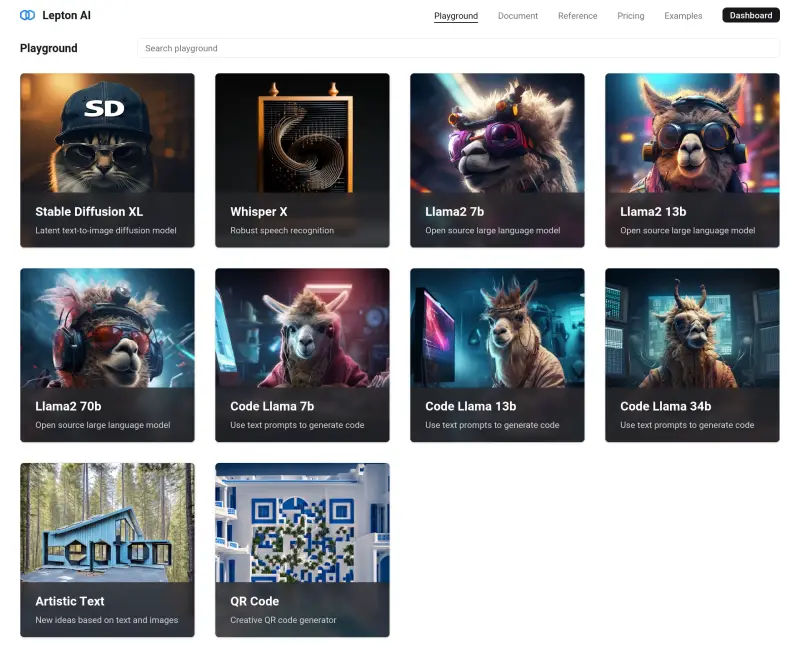 Lepton AI
Playground
Document
Reference
Pricing
Examples
Dashboard
Playground
Search playground
SD
Stable Diffusion XL
Latent text-to-image diffusion model
Whisper X
Robust speech recognition
Llama2 7b
Open source large language model
Llama2 13b
Open source large language model
Llama2 70b
Open source large language model
Code Llama 7b
Use text prompts to generate code
Code Llama 13b
Use text prompts to generate code
Code Llama 34b
Use text prompts to generate code
Lepton
Artistic Text
New ideas based on text and images
QR Code
Creative QR code generator